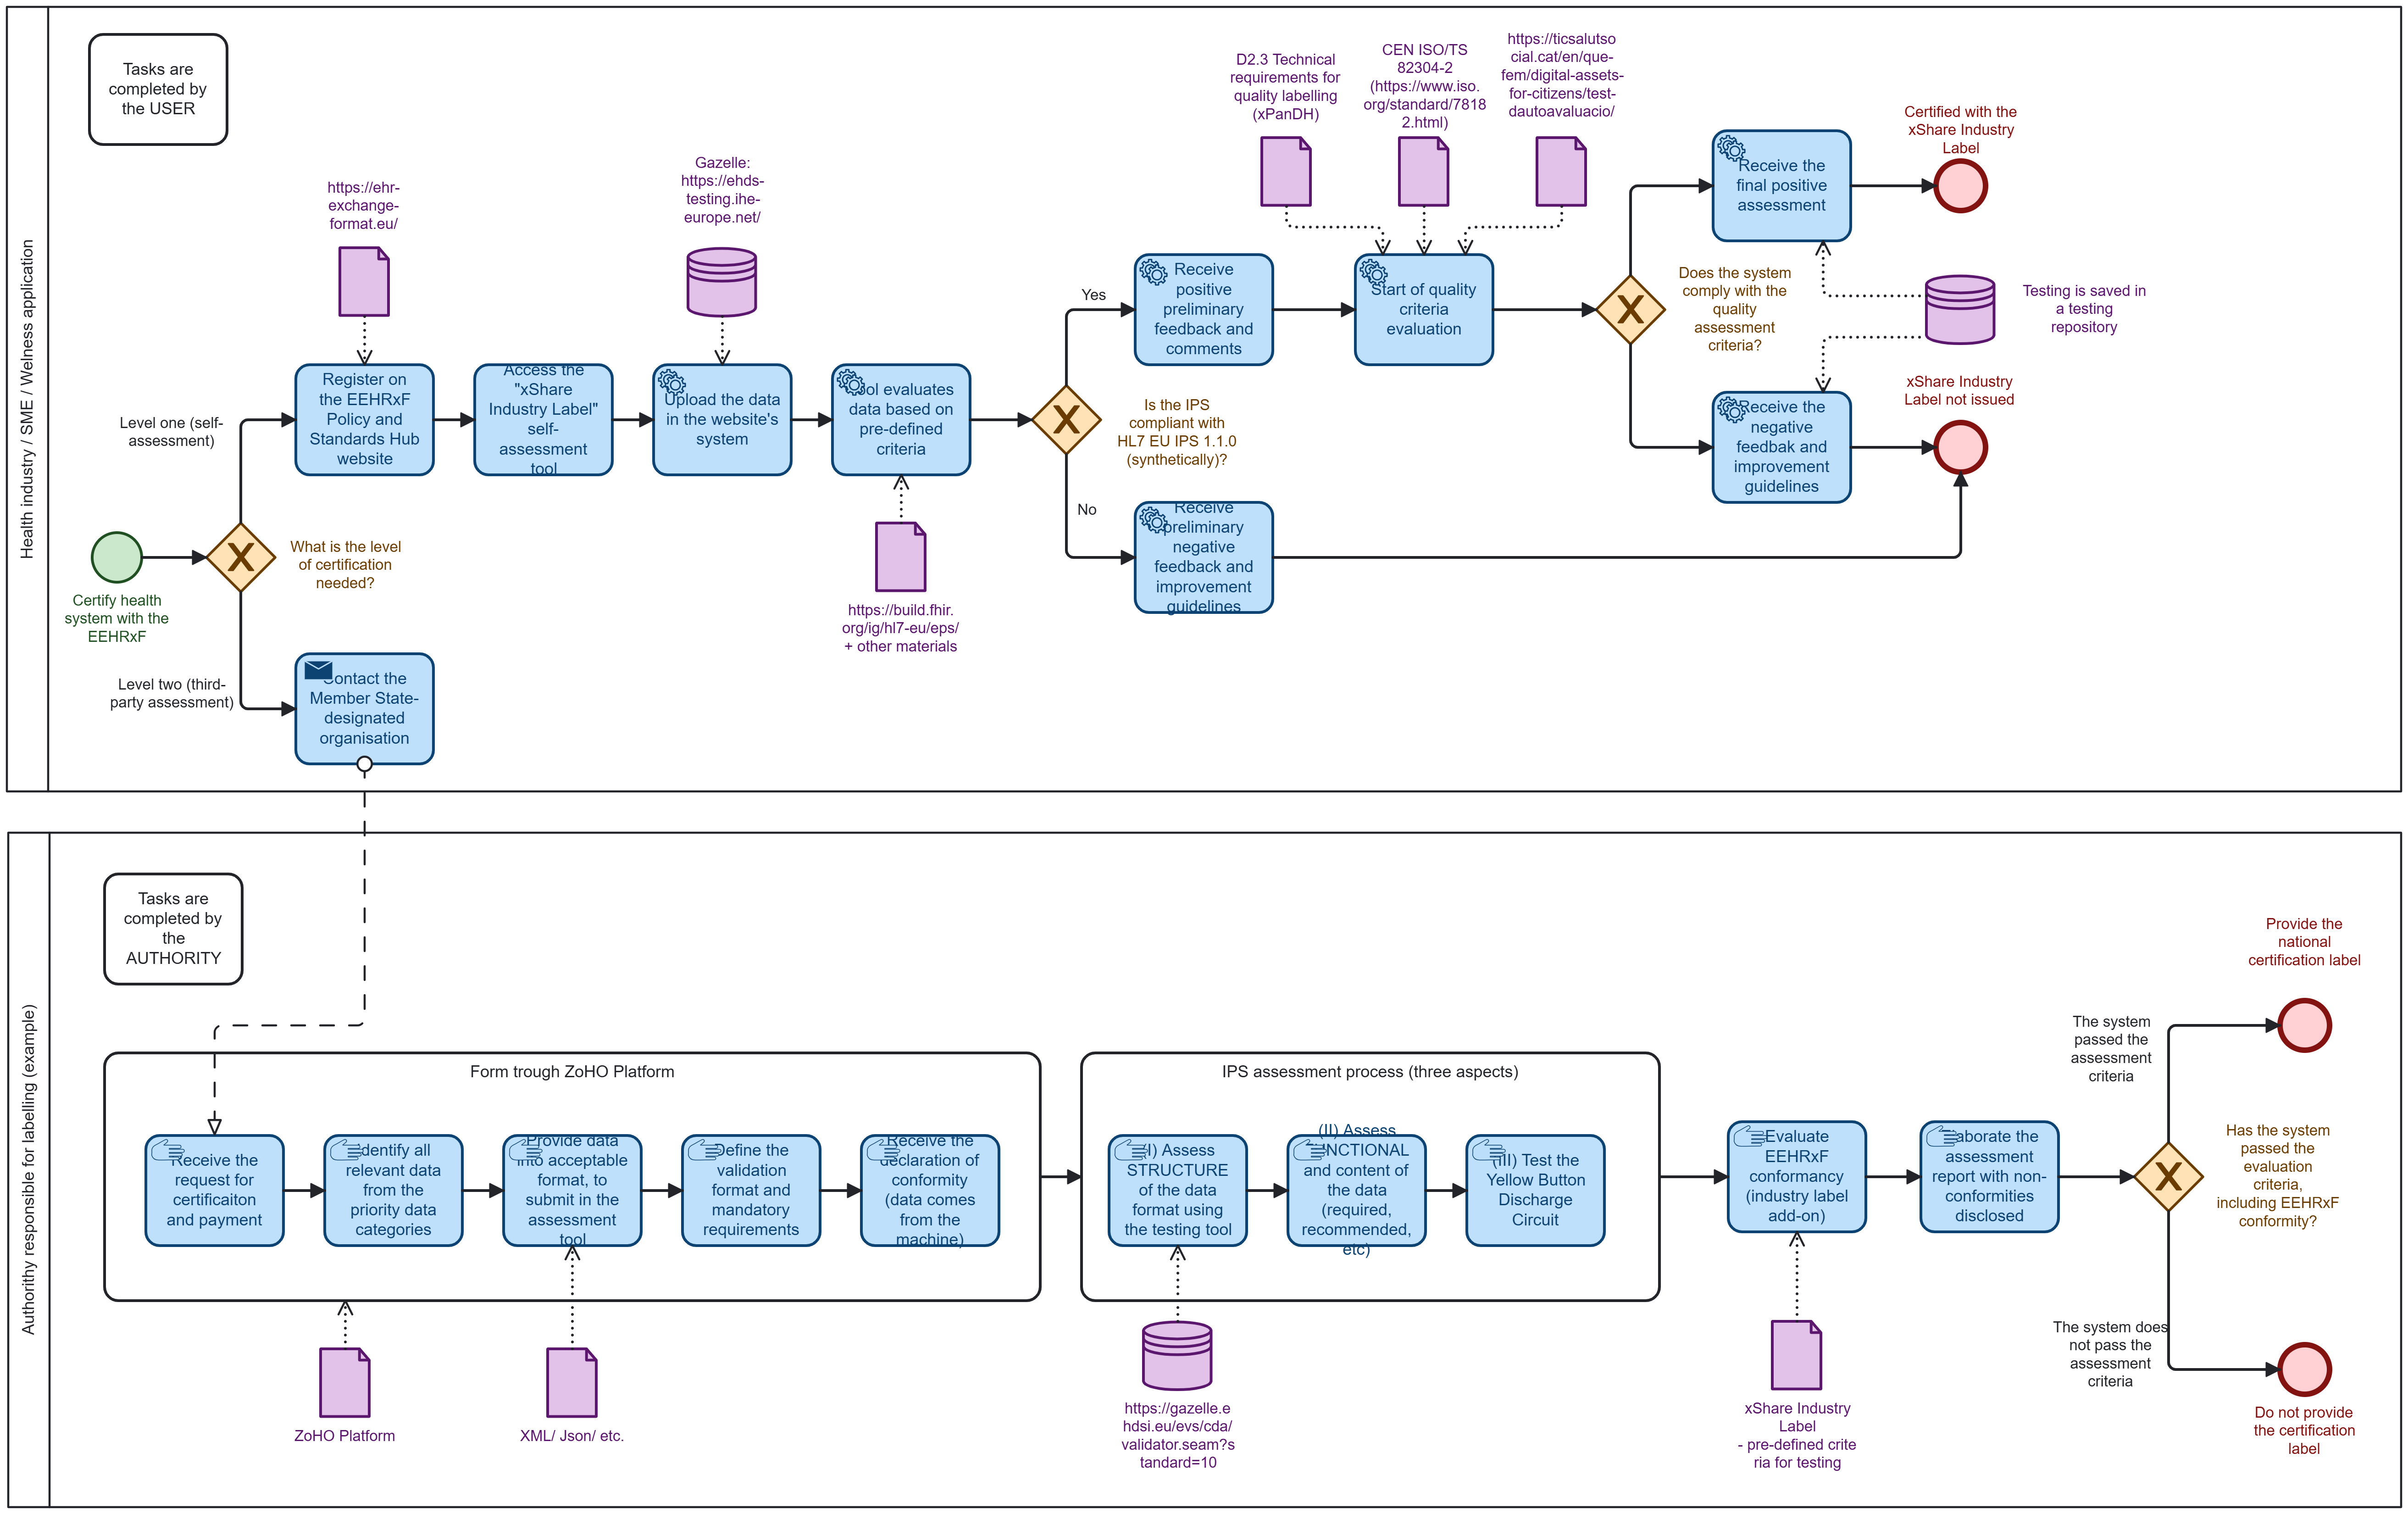 Health industry / SME / Welness application
Tasks are
completed by
the USER
Certify health
system with the
EEHRxF
What is the level
of certification
needed?
Level one (self-
assessment)
Level two (third-
party assessment)
https://ehr-
exchange-
format.eu/
Register on
the EEHRxF
Policy and
Standards Hub
website
Access the
"xShare
Industry Label"
self-
assessment
tool
Gazelle:
https://ehds-
testing.ihe-
europe.net/
Upload the data
in the website's
system
Tool evaluates
data based on
pre-defined
criteria
https://build.fhir.
org/ig/hl7-eu/eps/
+ other materials
Is the IPS
compliant with
HL7 EU IPS 1.1.0
(synthetically)?
Yes
No
Receive
positive
preliminary
feedback and
comments
Receive
preliminary
negative
feedback and
improvement
guidelines
D2.3 Technical
requirements for
quality labelling
(xPanDH)
CEN ISO/TS
82304-2
(https://www.iso.
org/standard/7818
2.html)
https://ticsalutso
cial.cat/en/que-
fem/digital-assets-
for-citizens/test-
dautoavaluacio/
Start of quality
criteria
evaluation
Does the system
comply with the
quality
assessment
criteria?
Receive the
final positive
assessment
Certified with the
xShare Industry
Label
Testing is saved in
a testing
repository
Receive the
negative
feedbak and
improvement
guidelines
xShare Industry
Label not issued
Contact the
Member State-
designated
organisation
Authorithy responsible for labelling (example)
Tasks are
completed by
the
AUTHORITY
Form trough ZoHO Platform
Receive the
request for
certificaiton
and payment
Identify all
relevant data
from the
priority data
categories
Provide data
into acceptable
format, to
submit in the
assessment
tool
Define the
validation
format and
mandatory
requirements
Receive the
declaration of
conformity
(data comes
from the
machine)
ZoHO Platform
XML/ Json/ etc.
IPS assessment process (three aspects)
(I) Assess
STRUCTURE
of the data
format using
the testing tool
(II) Assess
FUNCTIONAL
and content of
the data
(required,
recommended,
etc)
(III) Test the
Yellow Button
Discharge
Circuit
https://gazelle.e
hdsi.eu/evs/cda/
validator.seam?s
tandard=10
Evaluate
EEHRxF
conformancy
(industry label
add-on)
xShare Industry
Label
- pre-defined crite
ria for testing
Elaborate the
assessment
report with non-
conformities
disclosed
Has the system
passed the
evaluation
criteria,
including EEHRxF
conformity?
The system
passed the
assessment
criteria
Provide the
national
certification label
The system does
not pass the
assessment
criteria
Do not provide
the certification
label